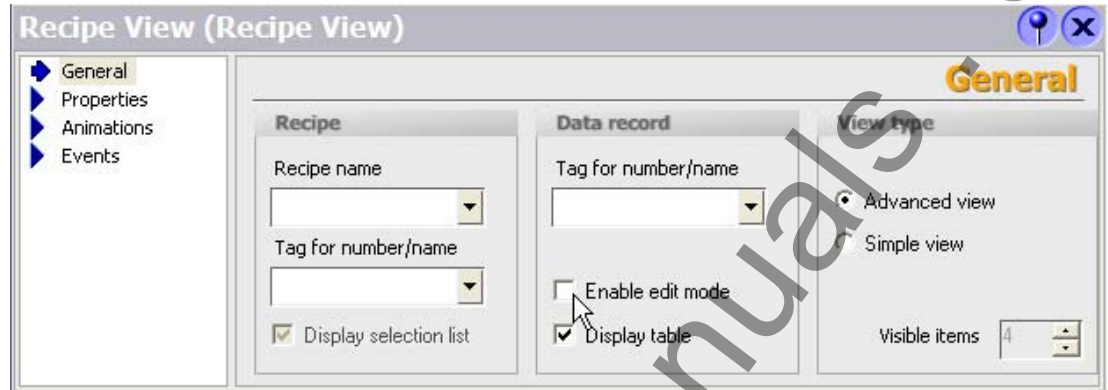 Recipe View (Recipe View)
General
Properties
Animations
Events
General
Recipe
Recipe name
Tag for number/name
Display selection list
Data record
Tag for number/name
Enable edit mode
Display table
View type
Advanced view
Simple view
Visible items 4